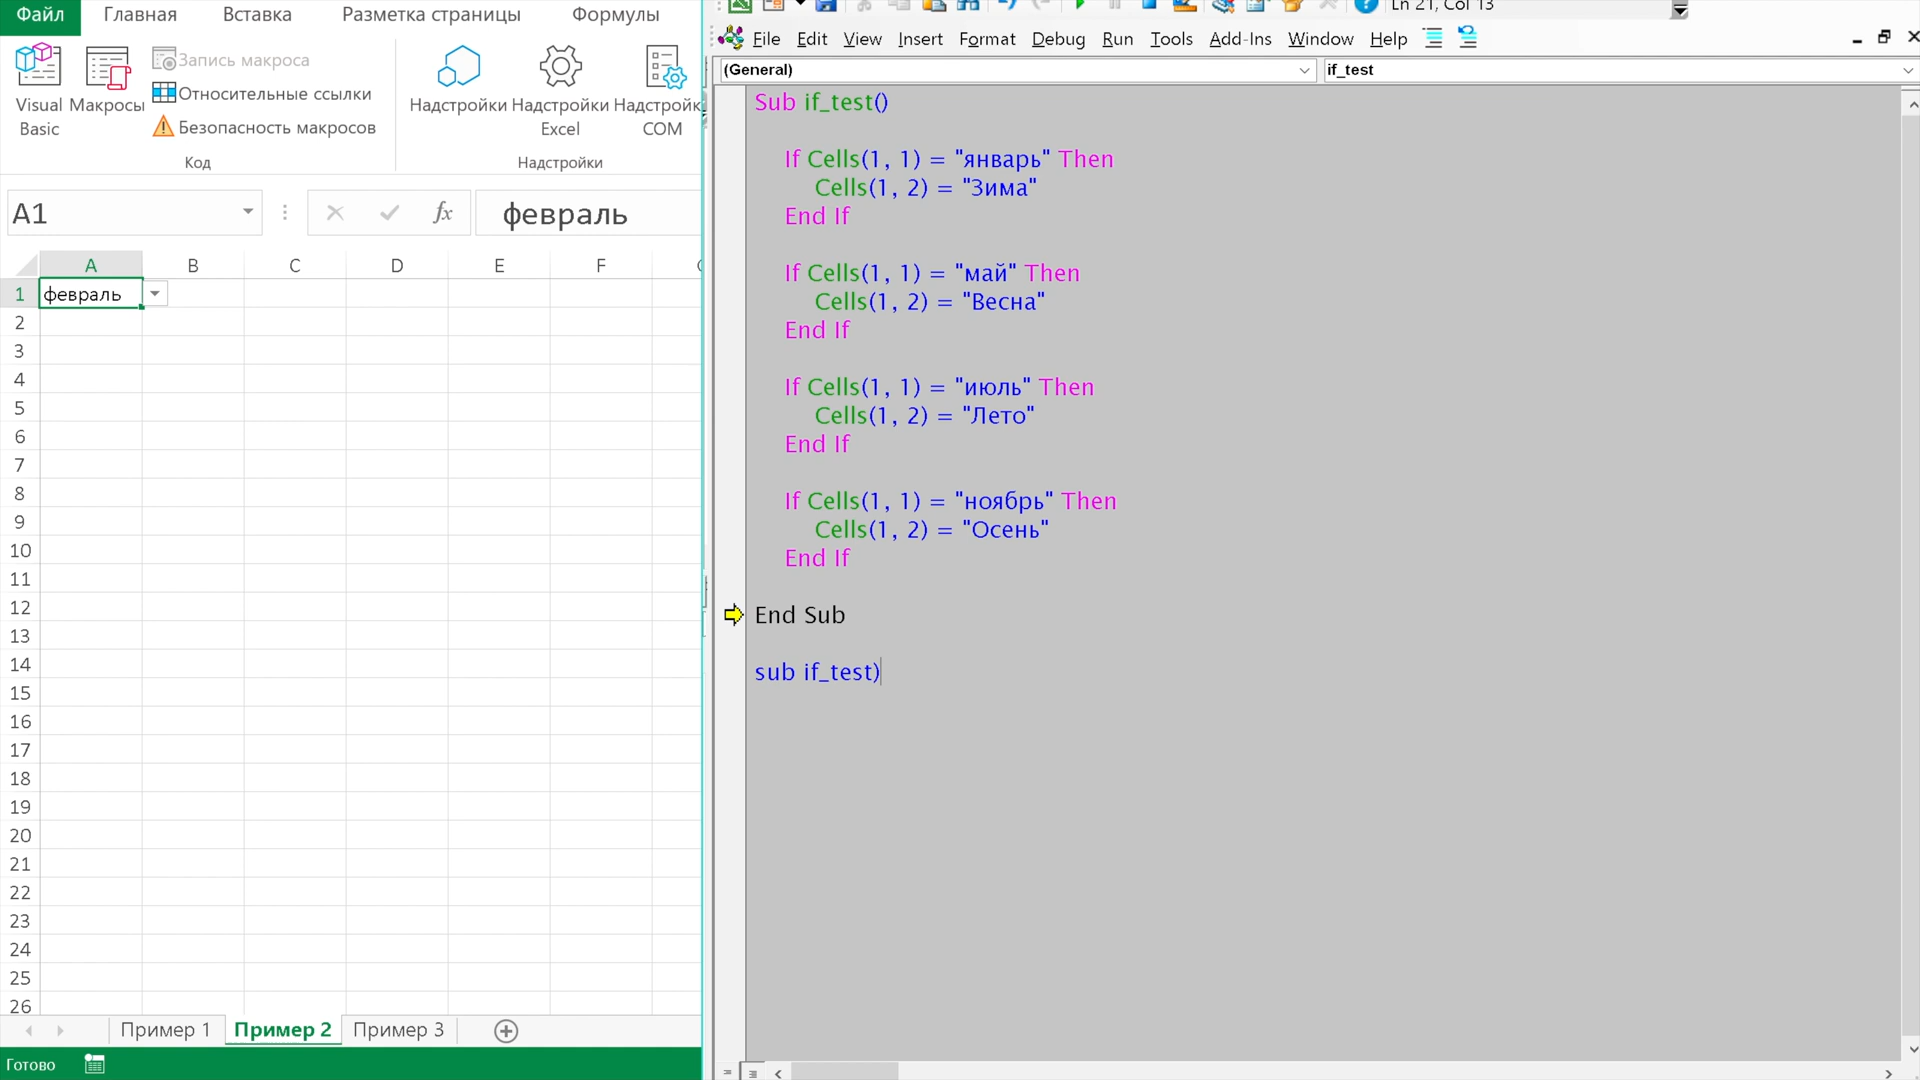 Файл Главная Вставка Разметка страницы Формулы
Visual Basic
Макросы
Запись макроса
Относительные ссылки
Безопасность макросов
Код
Надстройки
Надстройки Excel
Надстройк COM
Надстройки
A1
fx
февраль
A B C D E F
1 февраль
2
3
4
5
6
7
8
9
10
11
12
13
14
15
16
17
18
19
20
21
22
23
24
25
26
Пример 1 Пример 2 Пример 3
Готово
Ln 21, Col 13
File Edit View Insert Format Debug Run Tools Add-Ins Window Help
(General) if_test
Sub if_test()
If Cells(1, 1) = "январь" Then
Cells(1, 2) = "Зима"
End If
If Cells(1, 1) = "май" Then
Cells(1, 2) = "Весна"
End If
If Cells(1, 1) = "июль" Then
Cells(1, 2) = "Лето"
End If
If Cells(1, 1) = "ноябрь" Then
Cells(1, 2) = "Осень"
End If
End Sub
sub if_test)